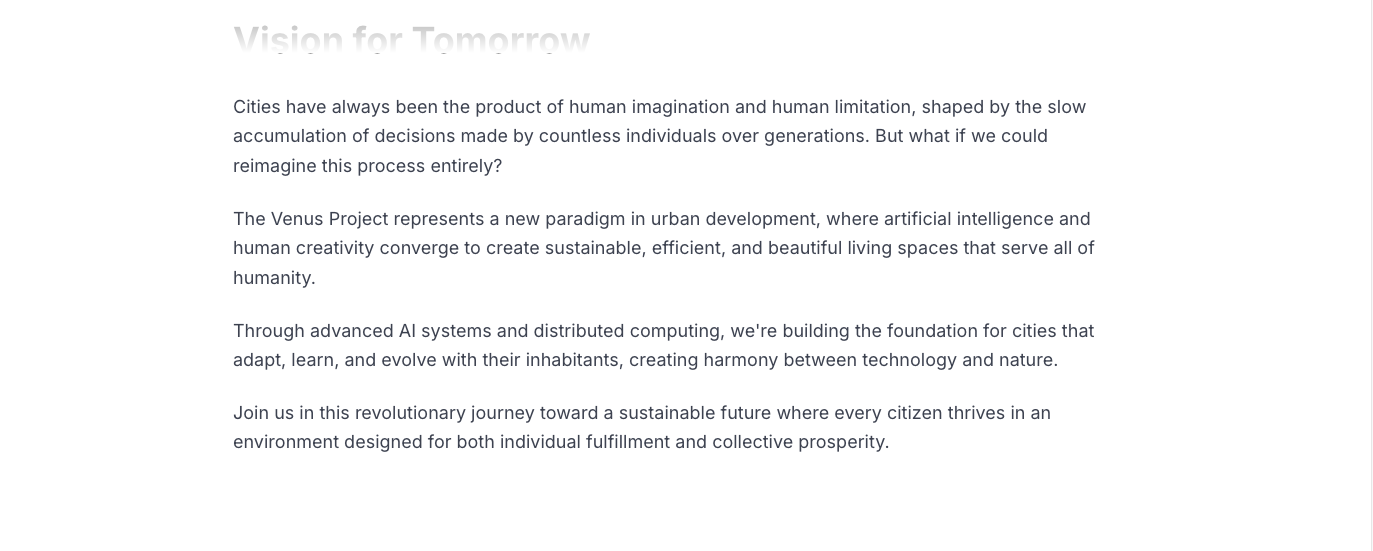 Vision for Tomorrow
Cities have always been the product of human imagination and human limitation, shaped by the slow
accumulation of decisions made by countless individuals over generations. But what if we could
reimagine this process entirely?
The Venus Project represents a new paradigm in urban development, where artificial intelligence and
human creativity converge to create sustainable, efficient, and beautiful living spaces that serve all of
humanity.
Through advanced AI systems and distributed computing, we're building the foundation for cities that
adapt, learn, and evolve with their inhabitants, creating harmony between technology and nature.
Join us in this revolutionary journey toward a sustainable future where every citizen thrives in an
environment designed for both individual fulfillment and collective prosperity.